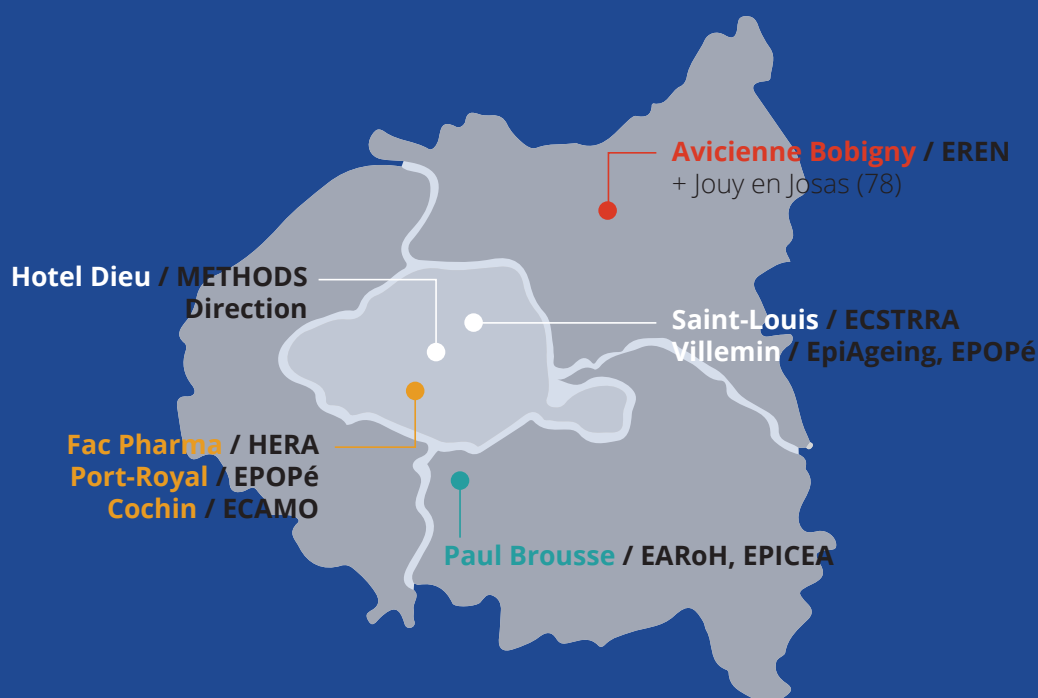 Avicienne Bobigny / EREN
+ Jouy en Josas (78)
Hotel Dieu / METHODS
Direction
Saint-Louis / ECSTRRA
Villemin / EpiAgeing, EPOPé
Fac Pharma / HERA
Port-Royal / EPOPé
Cochin / ECAMO
Paul Brousse / EARoH, EPICEA